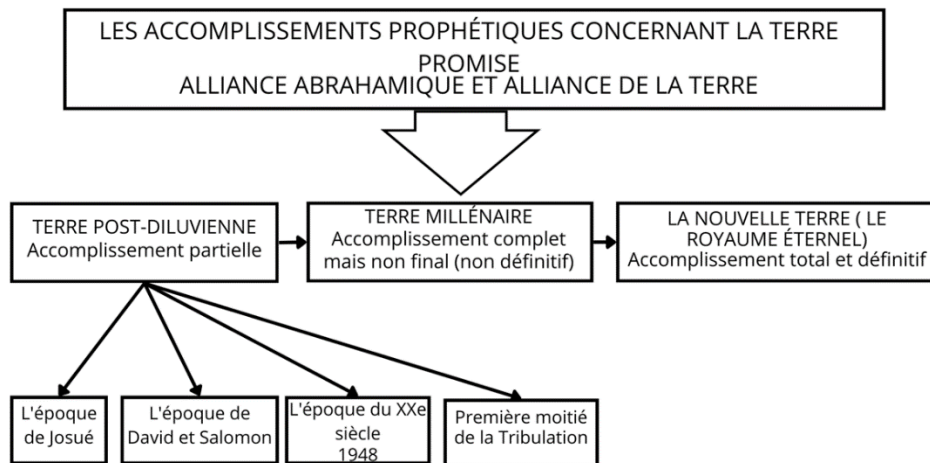 LES ACCOMPLISSEMENTS PROPHÉTIQUES CONCERNANT LA TERRE
PROMISE
ALLIANCE ABRAHAMIQUE ET ALLIANCE DE LA TERRE
TERRE POST-DILUVIENNE
Accomplissement partielle
TERRE MILLÉNAIRE
Accomplissement complet
mais non final (non définitif)
LA NOUVELLE TERRE ( LE
ROYAUME ÉTERNEL)
Accomplissement total et définitif
L'époque
de Josué
L'époque de
David et Salomon
L'époque du XXe
siècle
1948
Première moitié
de la Tribulation